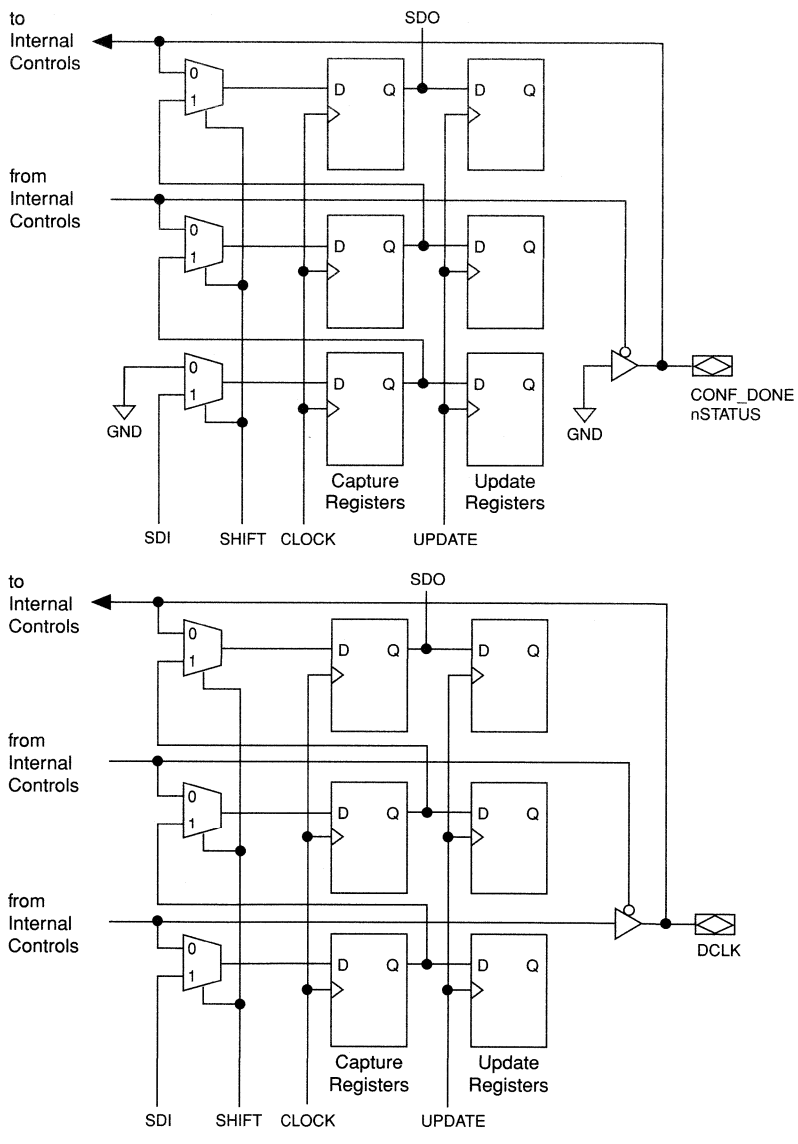 to
Internal
Controls
SDO
0
1
D Q
D Q
from
Internal
Controls
0
1
D Q
D Q
0
1
D Q
D Q
GND
GND
CONF_DONE
nSTATUS
Capture
Registers
Update
Registers
SDI
SHIFT
CLOCK
UPDATE
to
Internal
Controls
SDO
0
1
D Q
D Q
from
Internal
Controls
0
1
D Q
D Q
from
Internal
Controls
0
1
D Q
D Q
DCLK
Capture
Registers
Update
Registers
SDI
SHIFT
CLOCK
UPDATE